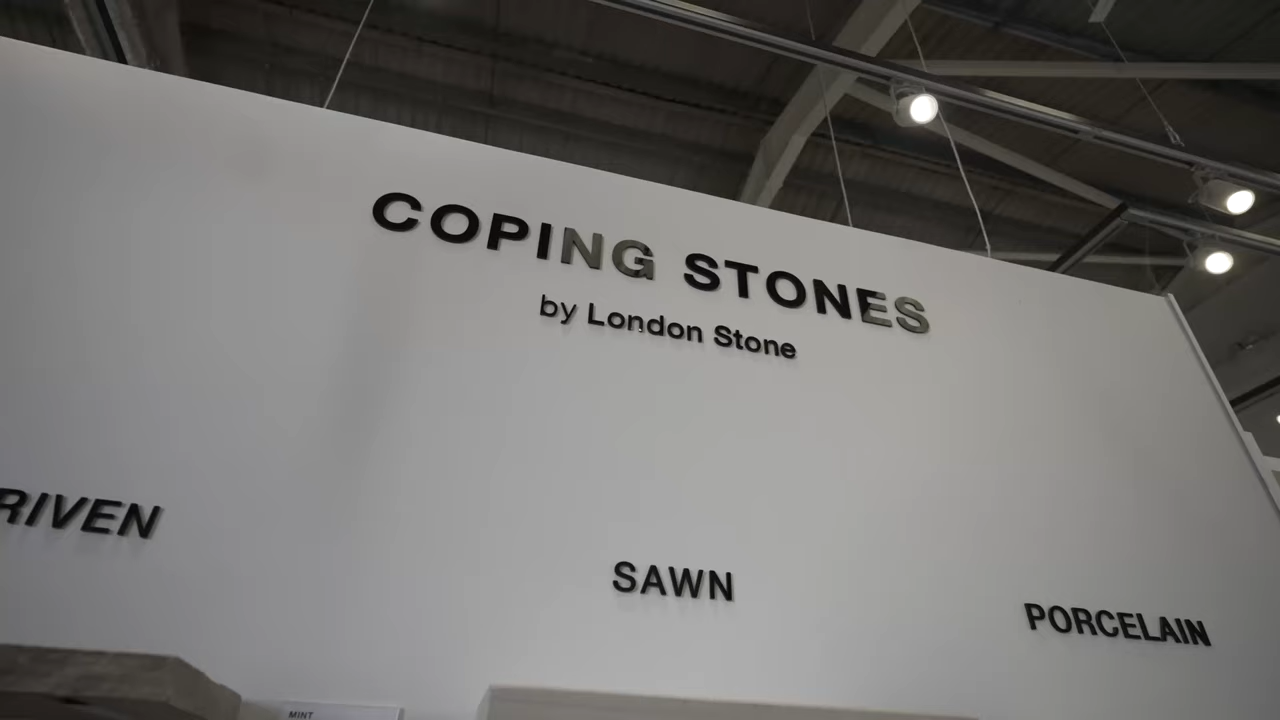 COPING STONES
by London Stone
RIVEN
SAWN
PORCELAIN
MINT